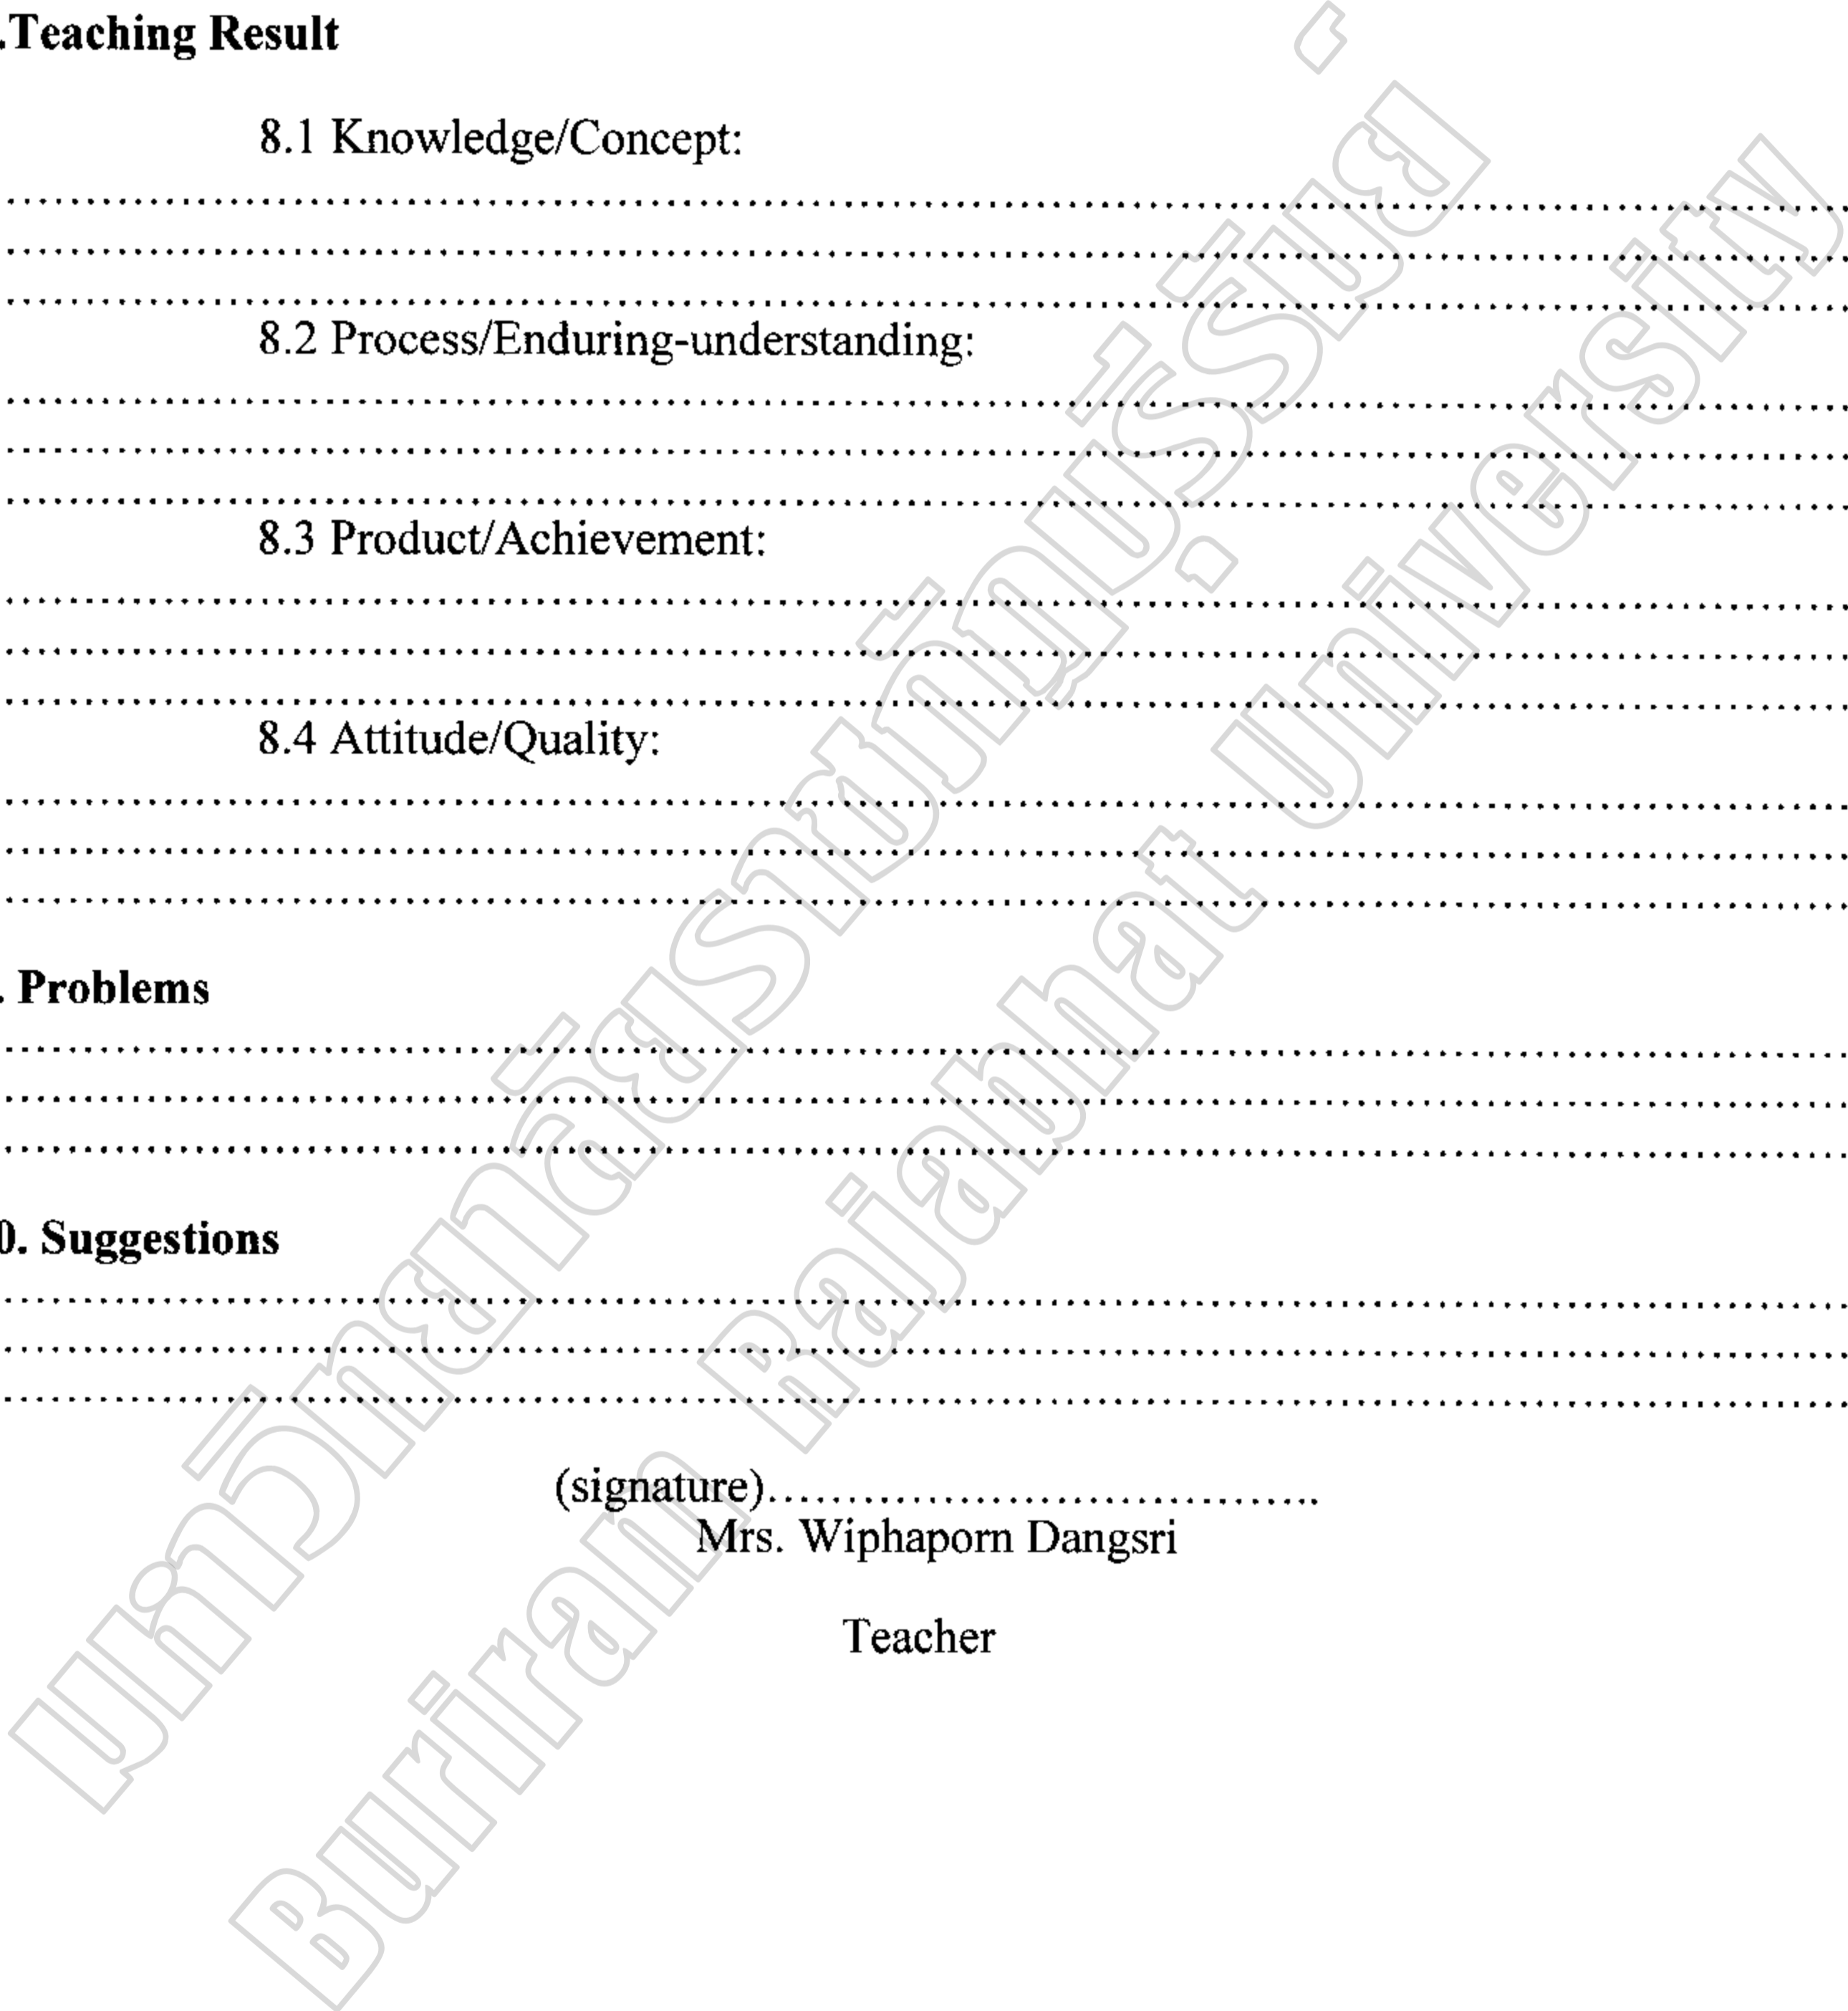 .Teaching Result
8.1 Knowledge/Concept:
........................................................................
........................................................................
........................................................................
8.2 Process/Enduring-understanding:
........................................................................
........................................................................
........................................................................
8.3 Product/Achievement:
........................................................................
........................................................................
........................................................................
8.4 Attitude/Quality:
........................................................................
........................................................................
........................................................................
. Problems
........................................................................
........................................................................
........................................................................
0. Suggestions
........................................................................
........................................................................
........................................................................
(signature)...................................
Mrs. Wiphaporn Dangsri
Teacher
มหาวิทยาลัยราชภัฏบุรีรัมย์
Buriram Rajabhat University